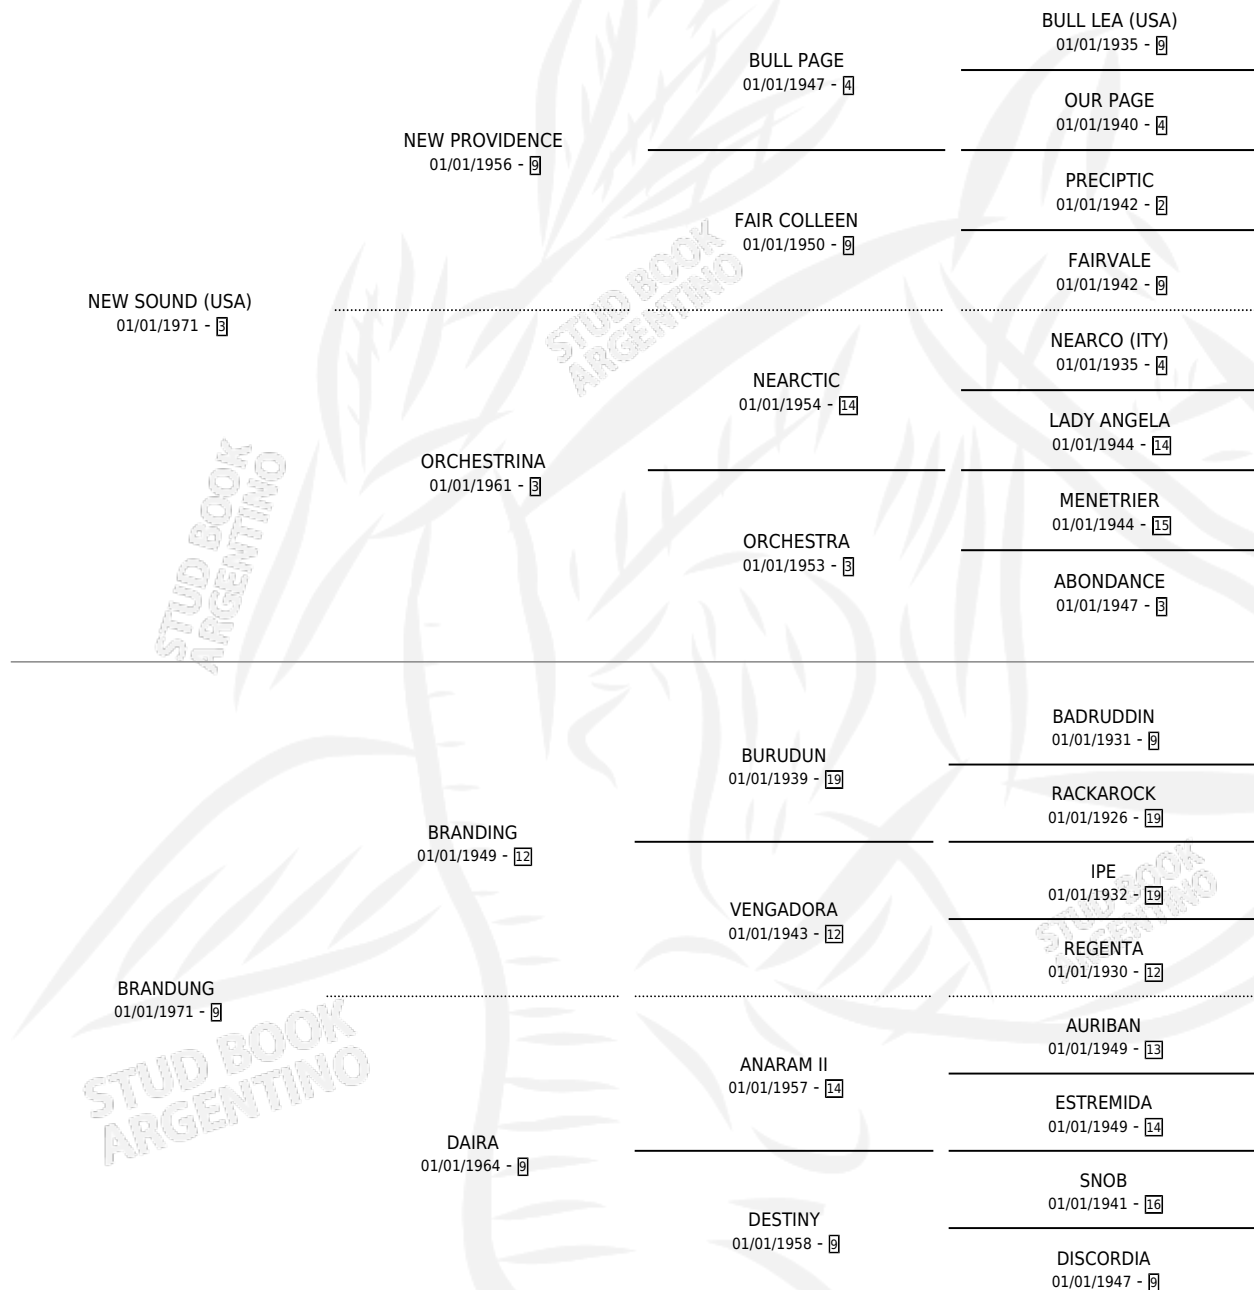 BULL LEA (USA)
01/01/1935 - 9
BULL PAGE
01/01/1947 - 4
OUR PAGE
01/01/1940 - 4
NEW PROVIDENCE
01/01/1956 - 9
PRECIPTIC
01/01/1942 - 2
FAIR COLLEEN
01/01/1950 - 9
FAIRVALE
01/01/1942 - 9
NEW SOUND (USA)
01/01/1971 - 3
NEARCO (ITY)
01/01/1935 - 4
NEARCTIC
01/01/1954 - 14
LADY ANGELA
01/01/1944 - 14
ORCHESTRINA
01/01/1961 - 3
MENETRIER
01/01/1944 - 15
ORCHESTRA
01/01/1953 - 3
ABONDANCE
01/01/1947 - 3
BADRUDDIN
01/01/1931 - 9
BURUDUN
01/01/1939 - 19
RACKAROCK
01/01/1926 - 19
BRANDING
01/01/1949 - 12
IPE
01/01/1932 - 19
VENGADORA
01/01/1943 - 12
REGENTA
01/01/1930 - 12
BRANDUNG
01/01/1971 - 9
AURIBAN
01/01/1949 - 13
ANARAM II
01/01/1957 - 14
ESTREMIDA
01/01/1949 - 14
DAIRA
01/01/1964 - 9
SNOB
01/01/1941 - 16
DESTINY
01/01/1958 - 9
DISCORDIA
01/01/1947 - 9
STUD BOOK
ARGENTINO
STUD BOOK
ARGENTINO
STUD BOOK
ARGENTINO
STUD BOOK
ARGENTINO